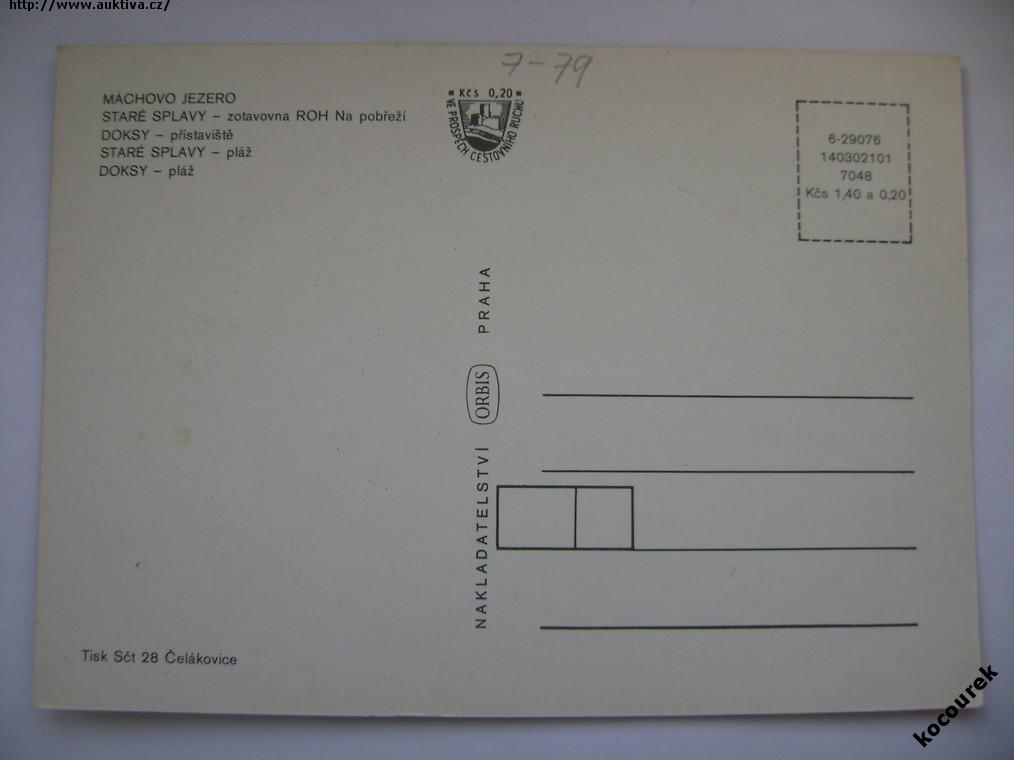 http://www.auktiva.cz/
7-79
MÁCHOVO JEZERO
STARÉ SPLAVY – zotavovna ROH Na pobřeží
DOKSY – přístaviště
STARÉ SPLAVY – pláž
DOKSY – pláž
Kčs 0,20
VE PROSPĚCH CESTOVNÍHO RUCHU
6-29076
140302101
7048
Kčs 1,40 a 0,20
NAKLADATELSTVÍ ORBIS PRAHA
Tisk Sčt 28 Čelákovice
kocourek